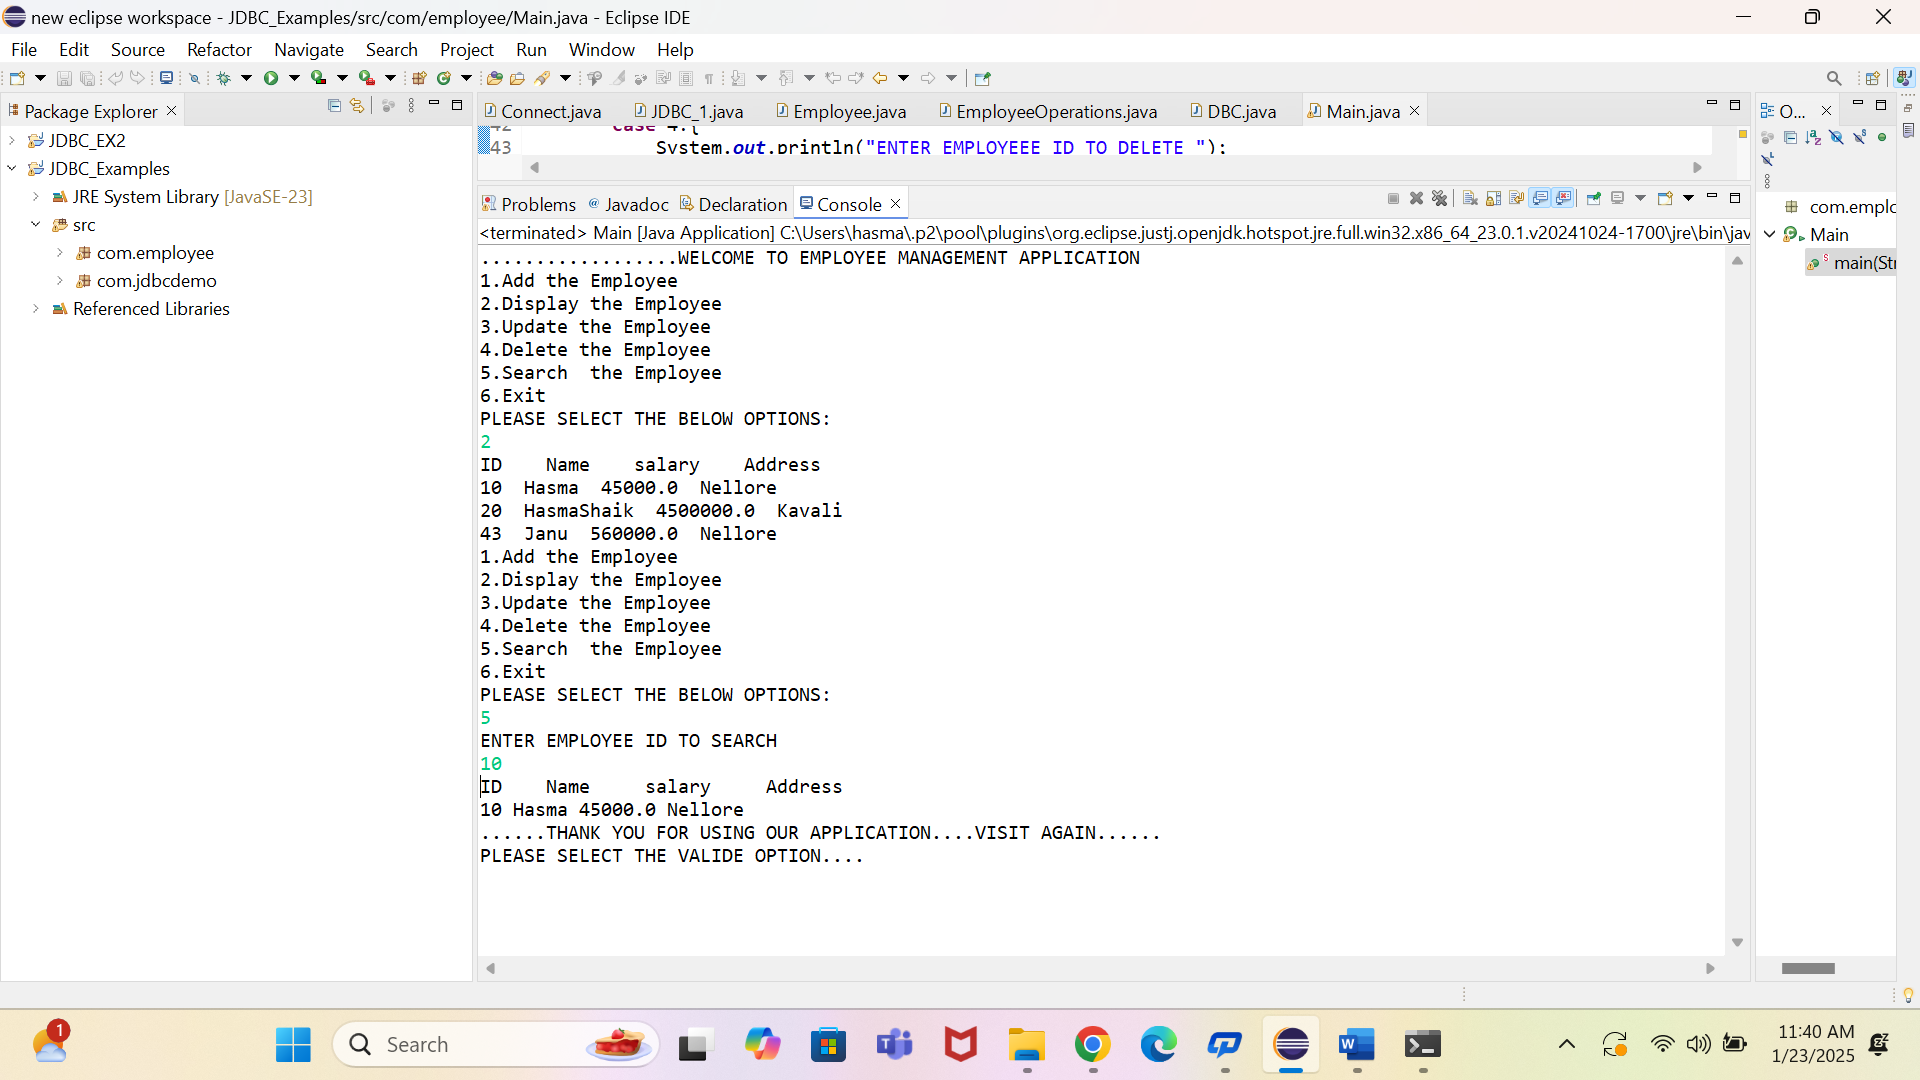 new eclipse workspace - JDBC_Examples/src/com/employee/Main.java - Eclipse IDE
File Edit Source Refactor Navigate Search Project Run Window Help
Package Explorer
JDBC_EX2
JDBC_Examples
JRE System Library [JavaSE-23]
src
com.employee
com.jdbcdemo
Referenced Libraries
Connect.java JDBC_1.java Employee.java EmployeeOperations.java DBC.java Main.java
42 case 4:{
43 System.out.println("ENTER EMPLOYEEE ID TO DELETE ");
Problems Javadoc Declaration Console
<terminated> Main [Java Application] C:\Users\hasma\.p2\pool\plugins\org.eclipse.justj.openjdk.hotspot.jre.full.win32.x86_64_23.0.1.v20241024-1700\jre\bin\jav
..................WELCOME TO EMPLOYEE MANAGEMENT APPLICATION
1.Add the Employee
2.Display the Employee
3.Update the Employee
4.Delete the Employee
5.Search  the Employee
6.Exit
PLEASE SELECT THE BELOW OPTIONS:
2
ID    Name    salary    Address
10  Hasma  45000.0  Nellore
20  HasmaShaik  4500000.0  Kavali
43  Janu  560000.0  Nellore
1.Add the Employee
2.Display the Employee
3.Update the Employee
4.Delete the Employee
5.Search  the Employee
6.Exit
PLEASE SELECT THE BELOW OPTIONS:
5
ENTER EMPLOYEE ID TO SEARCH
10
ID    Name     salary     Address
10 Hasma 45000.0 Nellore
......THANK YOU FOR USING OUR APPLICATION....VISIT AGAIN......
PLEASE SELECT THE VALIDE OPTION....
O...
com.emplo
Main
main(Str
1
Search
11:40 AM
1/23/2025